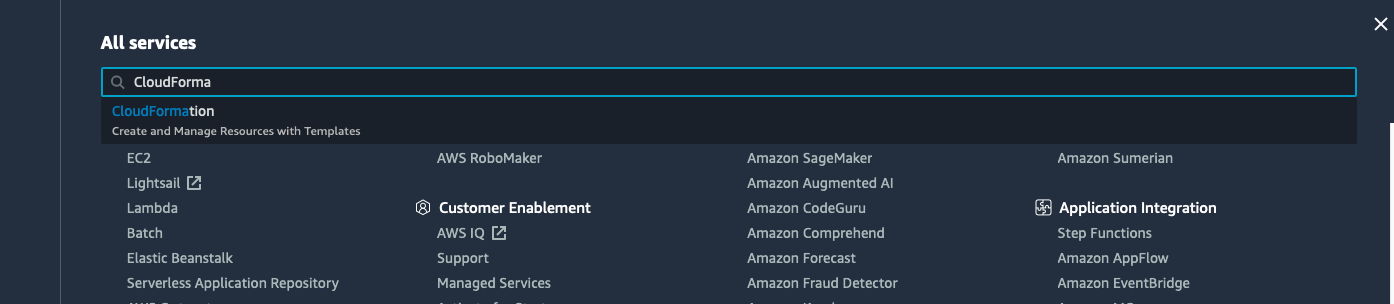 All services
CloudForma
CloudFormation
Create and Manage Resources with Templates
EC2
Lightsail
Lambda
Batch
Elastic Beanstalk
Serverless Application Repository
AWS RoboMaker
Customer Enablement
AWS IQ
Support
Managed Services
Amazon SageMaker
Amazon Augmented AI
Amazon CodeGuru
Amazon Comprehend
Amazon Forecast
Amazon Fraud Detector
Amazon Sumerian
Application Integration
Step Functions
Amazon AppFlow
Amazon EventBridge